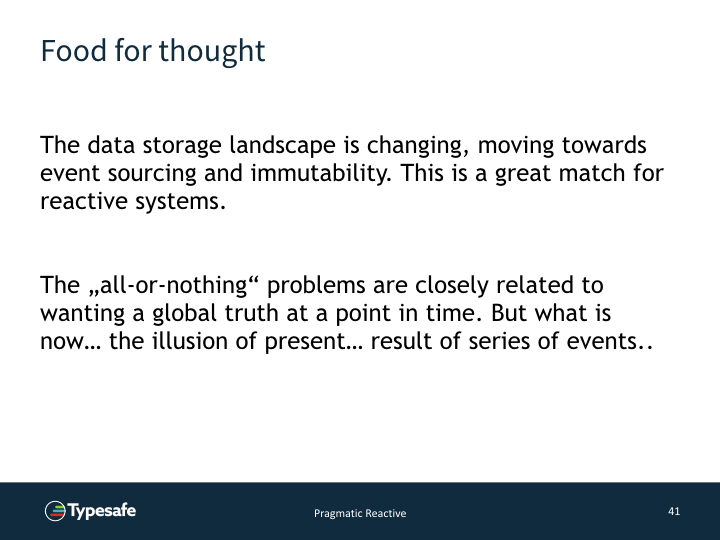 Food for thought
The data storage landscape is changing, moving towards
event sourcing and immutability. This is a great match for
reactive systems.
The „all-or-nothing“ problems are closely related to
wanting a global truth at a point in time. But what is
now… the illusion of present… result of series of events..
Typesafe
Pragmatic Reactive
41